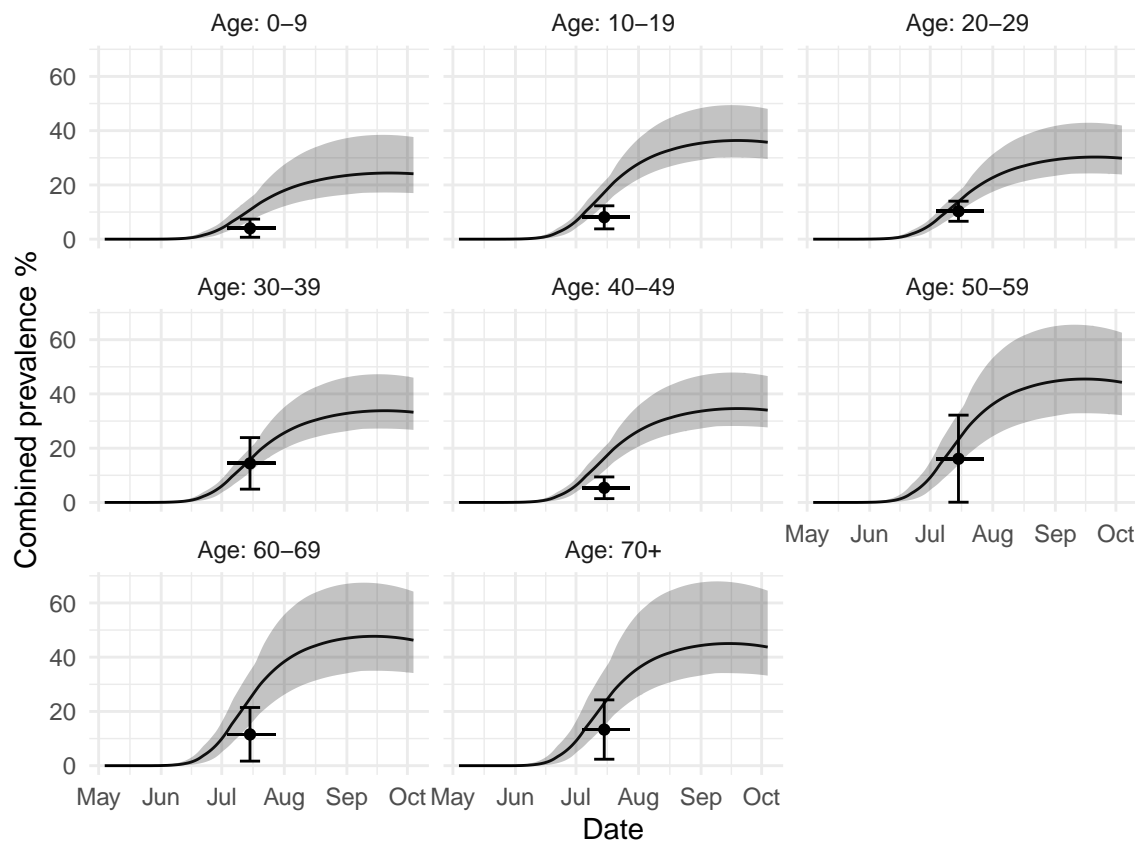 Age: 0–9
Age: 10–19
Age: 20–29
60
40
20
0
Age: 30–39
Age: 40–49
Age: 50–59
60
40
20
0
May Jun Jul Aug Sep Oct
Age: 60–69
Age: 70+
60
40
20
0
May Jun Jul Aug Sep Oct
May Jun Jul Aug Sep Oct
Combined prevalence %
Date